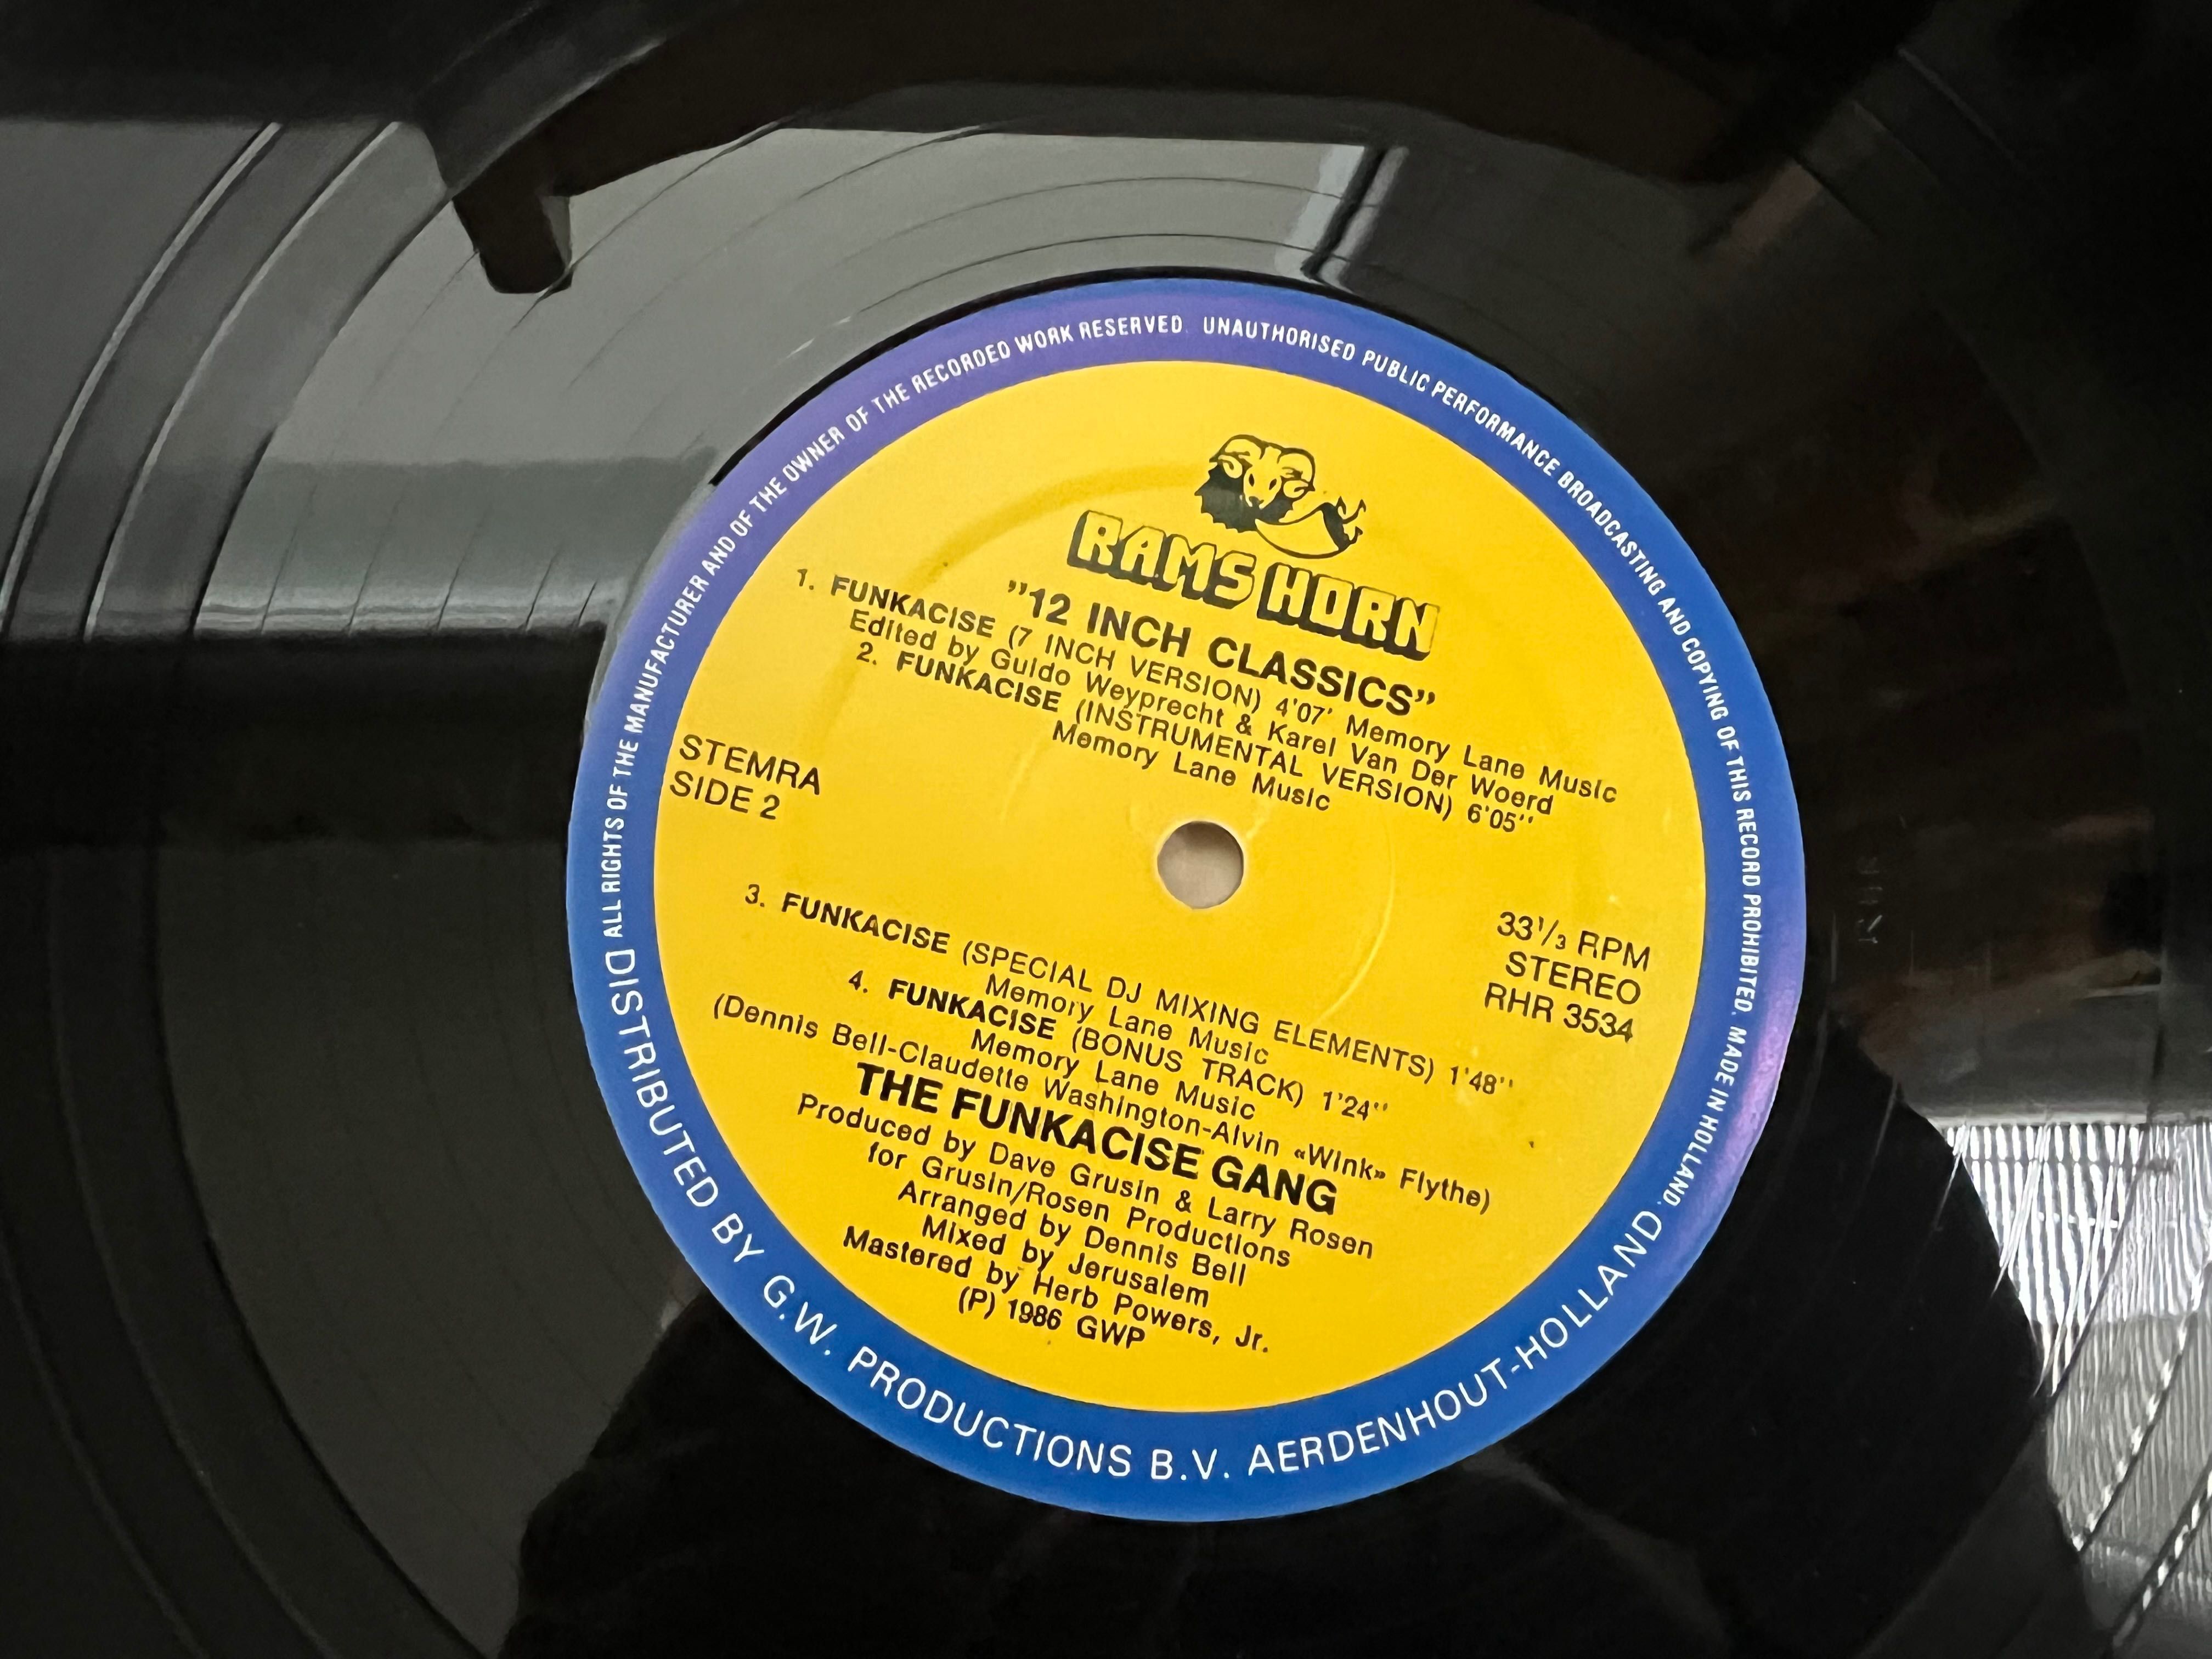 ALL RIGHTS OF THE MANUFACTURER AND OF THE OWNER OF THE RECORDED WORK RESERVED. UNAUTHORISED PUBLIC PERFORMANCE BROADCASTING AND COPYING OF THIS RECORD PROHIBITED. MADE IN HOLLAND.
RAMS HORN
"12 INCH CLASSICS"
1. FUNKACISE (7 INCH VERSION) 4'07' Memory Lane Music
Edited by Guido Weyprecht & Karel Van Der Woerd
2. FUNKACISE (INSTRUMENTAL VERSION) 6'05''
Memory Lane Music
STEMRA
SIDE 2
33⅓ RPM
STEREO
RHR 3534
3. FUNKACISE (SPECIAL DJ MIXING ELEMENTS) 1'48''
Memory Lane Music
4. FUNKACISE (BONUS TRACK) 1'24''
Memory Lane Music
(Dennis Bell-Claudette Washington-Alvin «Wink» Flythe)
THE FUNKACISE GANG
Produced by Dave Grusin & Larry Rosen
for Grusin/Rosen Productions
Arranged by Dennis Bell
Mixed by Jerusalem
Mastered by Herb Powers, Jr.
(P) 1986 GWP
DISTRIBUTED BY G.W. PRODUCTIONS B.V. AERDENHOUT-HOLLAND.